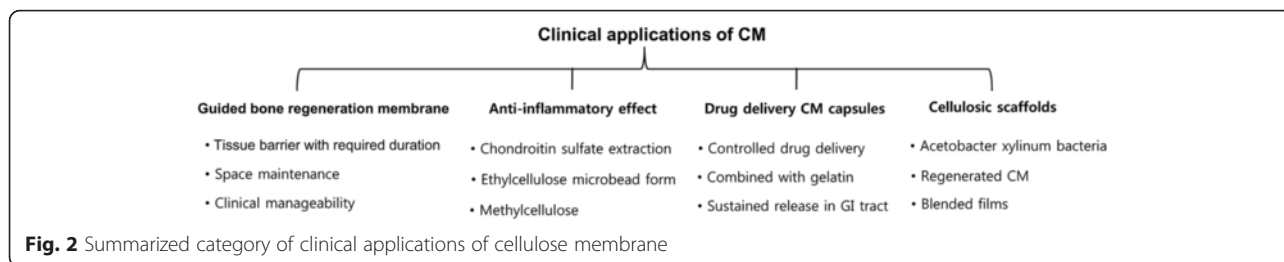 Clinical applications of CM
Guided bone regeneration membrane
• Tissue barrier with required duration
• Space maintenance
• Clinical manageability
Anti-inflammatory effect
• Chondroitin sulfate extraction
• Ethylcellulose microbead form
• Methylcellulose
Drug delivery CM capsules
• Controlled drug delivery
• Combined with gelatin
• Sustained release in GI tract
Cellulosic scaffolds
• Acetobacter xylinum bacteria
• Regenerated CM
• Blended films
Fig. 2 Summarized category of clinical applications of cellulose membrane